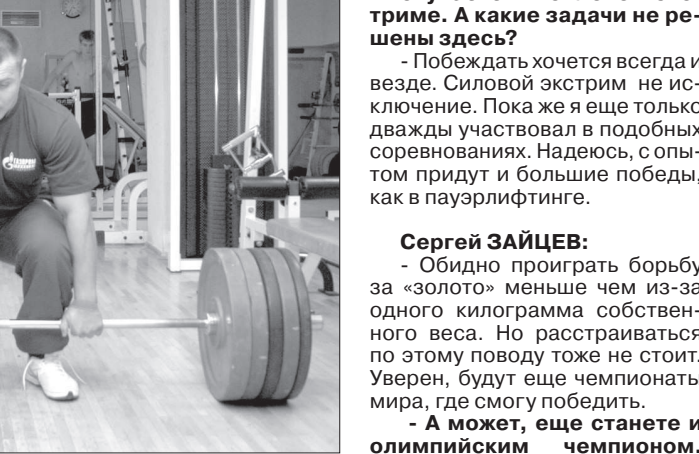 ГАЗПРОМ
триме. А какие задачи не ре-
шены здесь?
- Побеждать хочется всегда и
везде. Силовой экстрим не ис-
ключение. Пока же я еще только
дважды участвовал в подобных
соревнованиях. Надеюсь, с опы-
том придут и большие победы,
как в пауэрлифтинге.
Сергей ЗАЙЦЕВ:
- Обидно проиграть борьбу
за «золото» меньше чем из-за
одного килограмма собствен-
ного веса. Но расстраиваться
по этому поводу тоже не стоит.
Уверен, будут еще чемпионаты
мира, где смогу победить.
- А может, еще станете и
олимпийским чемпионом.